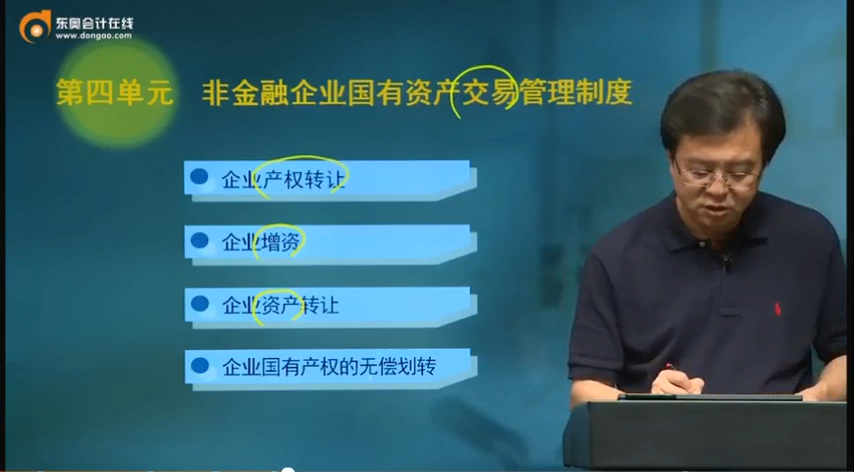 东奥会计在线
www.dongao.com
第四单元 非金融企业国有资产交易管理制度
企业产权转让
企业增资
企业资产转让
企业国有产权的无偿划转